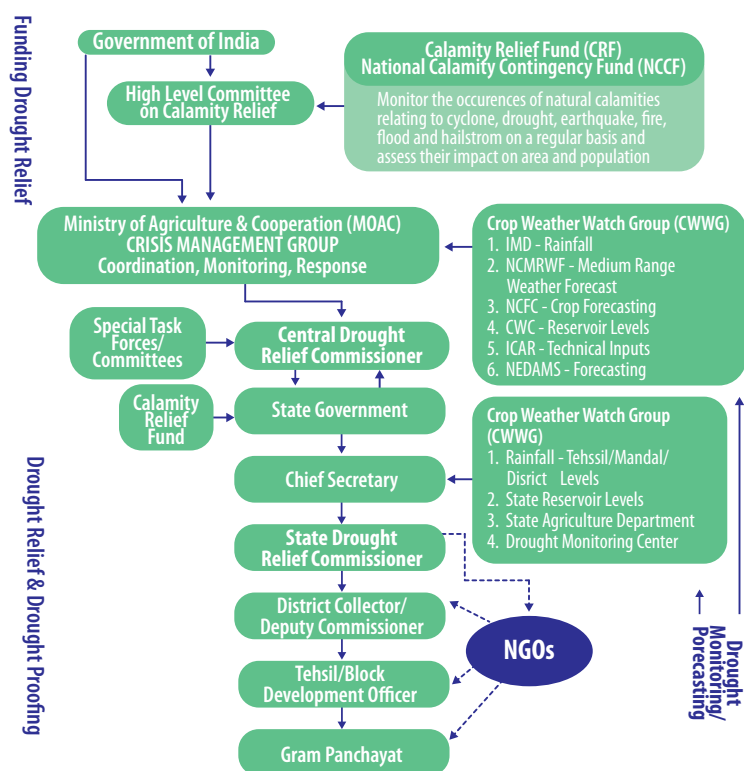 Funding Drought Relief
Government of India
High Level Committee
on Calamity Relief
Calamity Relief Fund (CRF)
National Calamity Contingency Fund (NCCF)
Monitor the occurences of natural calamities
relating to cyclone, drought, earthquake, fire,
flood and hailstrom on a regular basis and
assess their impact on area and population
Ministry of Agriculture & Cooperation (MOAC)
CRISIS MANAGEMENT GROUP
Coordination, Monitoring, Response
Crop Weather Watch Group (CWWG)
1. IMD - Rainfall
2. NCMRWF - Medium Range
Weather Forecast
3. NCFC - Crop Forecasting
4. CWC - Reservoir Levels
5. ICAR - Technical Inputs
6. NEDAMS - Forecasting
Special Task
Forces/
Committees
Central Drought
Relief Commissioner
Calamity
Relief
Fund
State Government
Crop Weather Watch Group
(CWWG)
1. Rainfall - Tehssil/Mandal/
Disrict Levels
2. State Reservoir Levels
3. State Agriculture Department
4. Drought Monitoring Center
Chief Secretary
State Drought
Relief Commissioner
Drought Relief & Drought Proofing
District Collector/
Deputy Commissioner
NGOs
Tehsil/Block
Development Officer
Gram Panchayat
Drought
Monitoring/
Porecasting